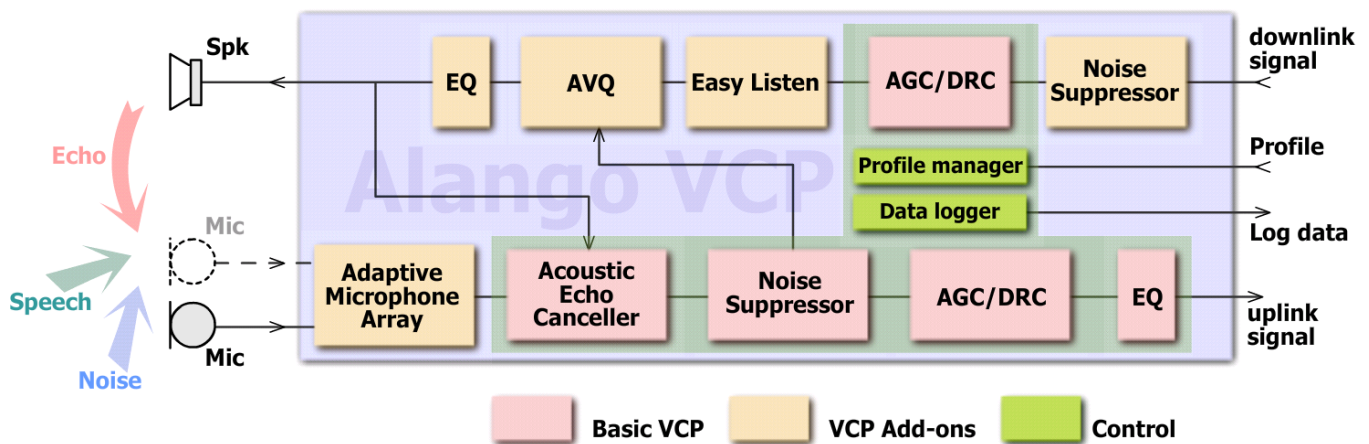 Spk
EQ
AVQ
Easy Listen
AGC/DRC
Noise
Suppressor
downlink
signal
Echo
Alango VCP
Profile manager
Profile
Data logger
Log data
Mic
Speech
Adaptive
Microphone
Array
Acoustic
Echo
Canceller
Noise
Suppressor
AGC/DRC
EQ
uplink
signal
Mic
Noise
Basic VCP
VCP Add-ons
Control